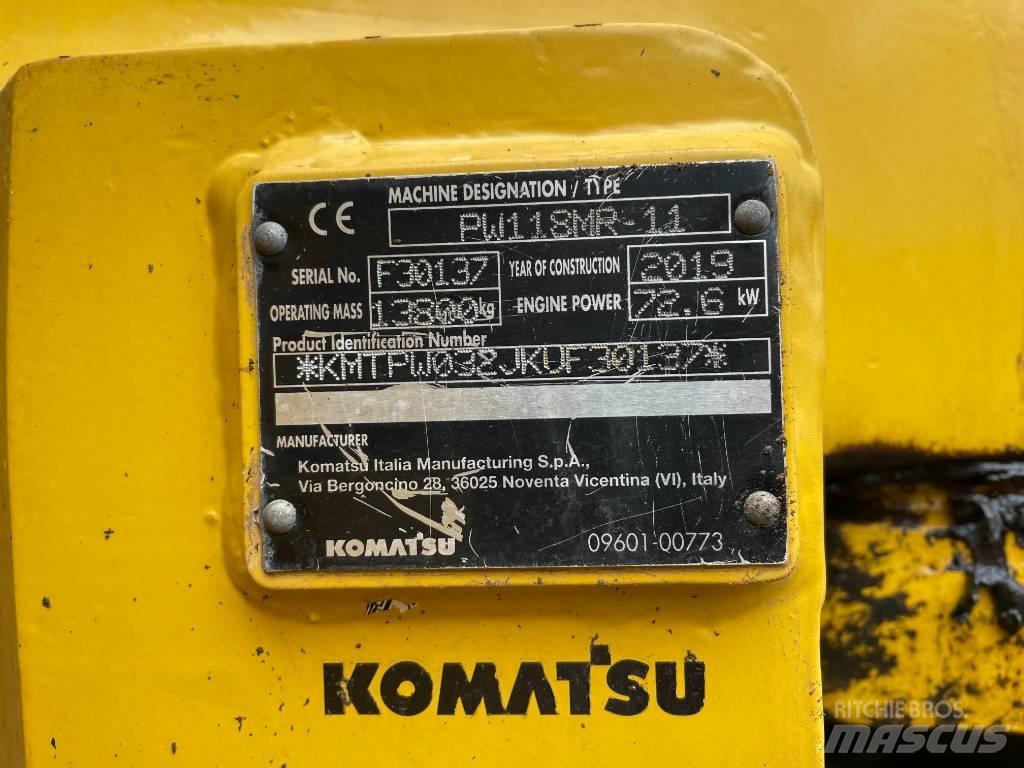 CE
MACHINE DESIGNATION / TYPE
PW118MR-11
SERIAL No. F30137 YEAR OF CONSTRUCTION 2019
OPERATING MASS 13800kg ENGINE POWER 72.6 kW
Product Identification Number
*KMTPW032JKUF30137*
MANUFACTURER
Komatsu Italia Manufacturing S.p.A.,
Via Bergoncino 28, 36025 Noventa Vicentina (VI), Italy
KOMATSU 09601-00773
KOMATSU
RITCHIE BROS.
MASCUS